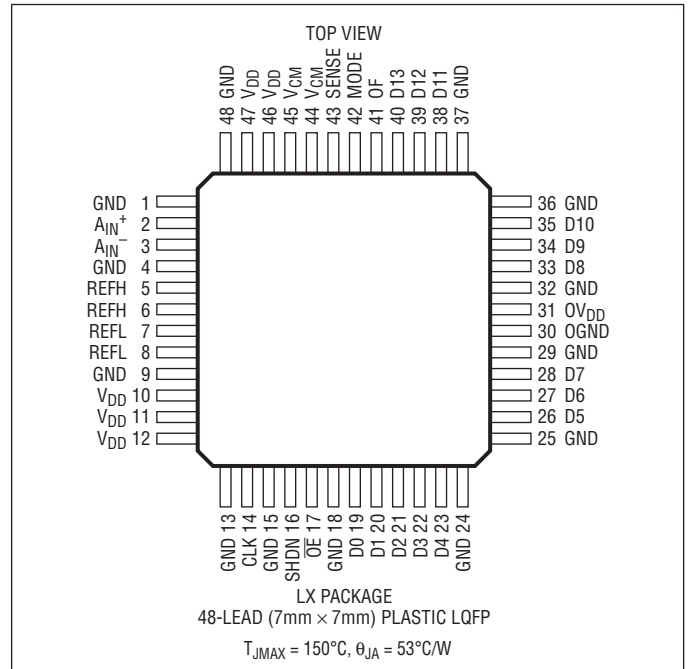 TOP VIEW
48 GND
47 VDD
46 VDD
45 VCM
44 VCM
43 SENSE
42 MODE
41 OF
40 D13
39 D12
38 D11
37 GND
GND 1
AIN+ 2
AIN– 3
GND 4
REFH 5
REFH 6
REFL 7
REFL 8
GND 9
VDD 10
VDD 11
VDD 12
36 GND
35 D10
34 D9
33 D8
32 GND
31 OVDD
30 OGND
29 GND
28 D7
27 D6
26 D5
25 GND
GND 13
CLK 14
GND 15
SHDN 16
O̅E̅ 17
GND 18
D0 19
D1 20
D2 21
D3 22
D4 23
GND 24
LX PACKAGE
48-LEAD (7mm × 7mm) PLASTIC LQFP
TJMAX = 150°C, θJA = 53°C/W